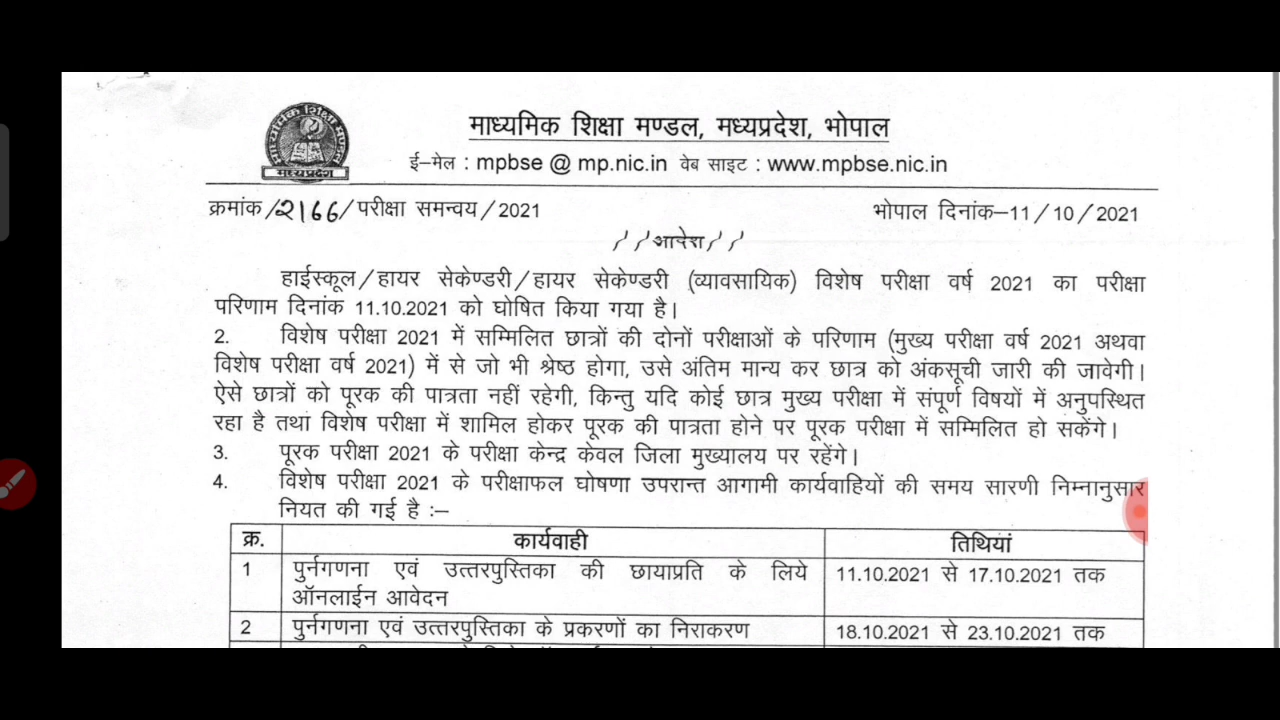 माध्यमिक शिक्षा मण्डल
मध्यप्रदेश
माध्यमिक शिक्षा मण्डल, मध्यप्रदेश, भोपाल
ई–मेल : mpbse @ mp.nic.in वेब साइट : www.mpbse.nic.in
क्रमांक/2166/परीक्षा समन्वय/2021 भोपाल दिनांक–11/10/2021
//आदेश//
हाईस्कूल/हायर सेकेण्डरी/हायर सेकेण्डरी (व्यावसायिक) विशेष परीक्षा वर्ष 2021 का परीक्षा
परिणाम दिनांक 11.10.2021 को घोषित किया गया है।
2. विशेष परीक्षा 2021 में सम्मिलित छात्रों की दोनों परीक्षाओं के परिणाम (मुख्य परीक्षा वर्ष 2021 अथवा
विशेष परीक्षा वर्ष 2021) में से जो भी श्रेष्ठ होगा, उसे अंतिम मान्य कर छात्र को अंकसूची जारी की जावेगी।
ऐसे छात्रों को पूरक की पात्रता नहीं रहेगी, किन्तु यदि कोई छात्र मुख्य परीक्षा में संपूर्ण विषयों में अनुपस्थित
रहा है तथा विशेष परीक्षा में शामिल होकर पूरक की पात्रता होने पर पूरक परीक्षा में सम्मिलित हो सकेंगे।
3. पूरक परीक्षा 2021 के परीक्षा केन्द्र केवल जिला मुख्यालय पर रहेंगे।
4. विशेष परीक्षा 2021 के परीक्षाफल घोषणा उपरान्त आगामी कार्यवाहियों की समय सारणी निम्नानुसार
नियत की गई है :–
क्र. कार्यवाही तिथियां
1 पुर्नगणना एवं उत्तरपुस्तिका की छायाप्रति के लिये 11.10.2021 से 17.10.2021 तक
ऑनलाईन आवेदन
2 पुर्नगणना एवं उत्तरपुस्तिका के प्रकरणों का निराकरण 18.10.2021 से 23.10.2021 तक